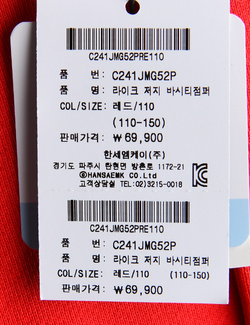 C241JMG52PRE110
품 번: C241JMG52P
품 명: 라이크 저지 바시티점퍼
COL/SIZE: 레드/110
(110-150)
판매가격: ₩69,900
한세엠케이(주)
경기도 파주시 탄현면 방촌로 1172-21
ⓗHANSAEMK CO.Ltd
고객상담실 TEL:02)3215-0018
C241JMG52PRE110
품 번: C241JMG52P
품 명: 라이크 저지 바시티점퍼
COL/SIZE: 레드/110 (110-150)
판매가격: ₩69,900